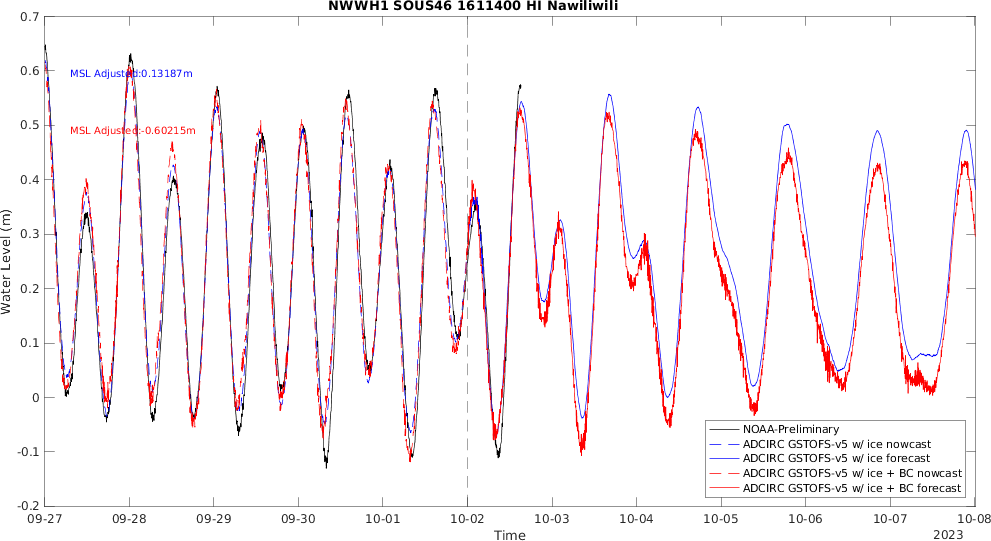 NWWH1 SOUS46 1611400 HI Nawiliwili
0.7
0.6
0.5
0.4
0.3
0.2
0.1
0
-0.1
-0.2
Water Level (m)
MSL Adjusted:0.13187m
MSL Adjusted:-0.60215m
NOAA-Preliminary
ADCIRC GSTOFS-v5 w/ ice nowcast
ADCIRC GSTOFS-v5 w/ ice forecast
ADCIRC GSTOFS-v5 w/ ice + BC nowcast
ADCIRC GSTOFS-v5 w/ ice + BC forecast
09-27 09-28 09-29 09-30 10-01 10-02 10-03 10-04 10-05 10-06 10-07 10-08
Time
2023